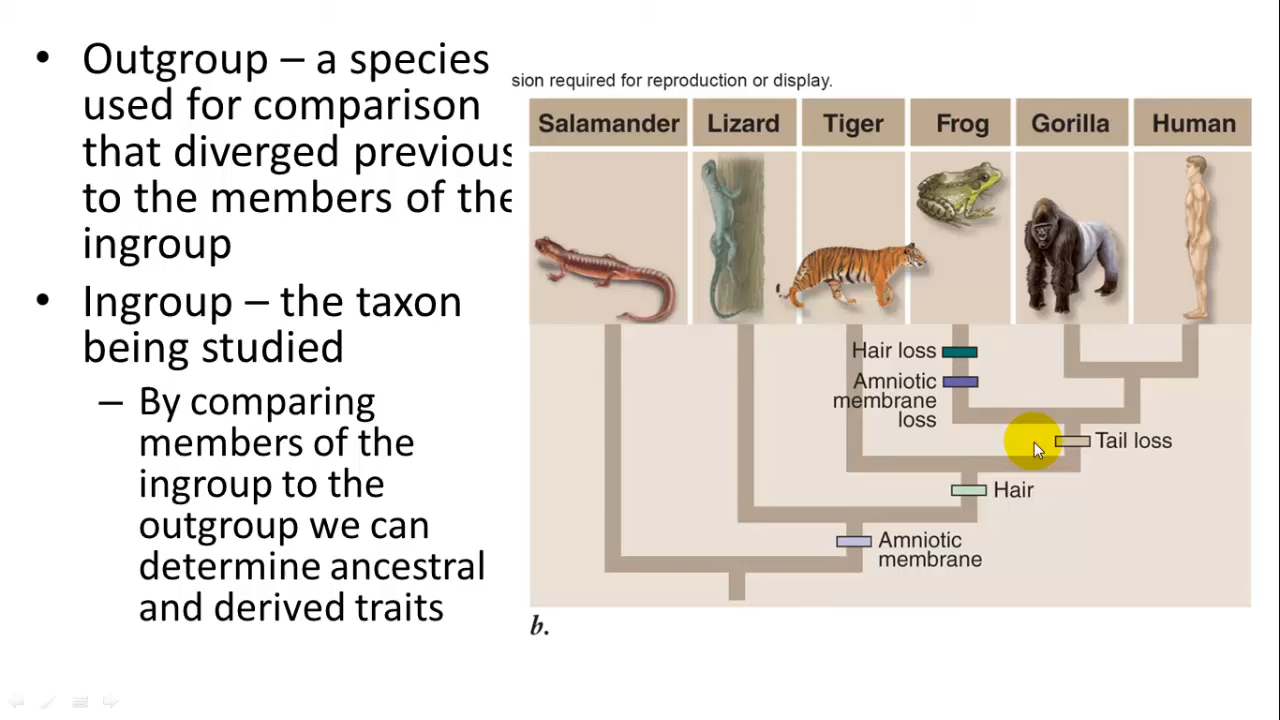 • Outgroup – a species
used for comparison
that diverged previous
to the members of the
ingroup
• Ingroup – the taxon
being studied
– By comparing
members of the
ingroup to the
outgroup we can
determine ancestral
and derived traits
sion required for reproduction or display.
Salamander Lizard Tiger Frog Gorilla Human
Hair loss
Amniotic
membrane
loss
Tail loss
Hair
Amniotic
membrane
b.